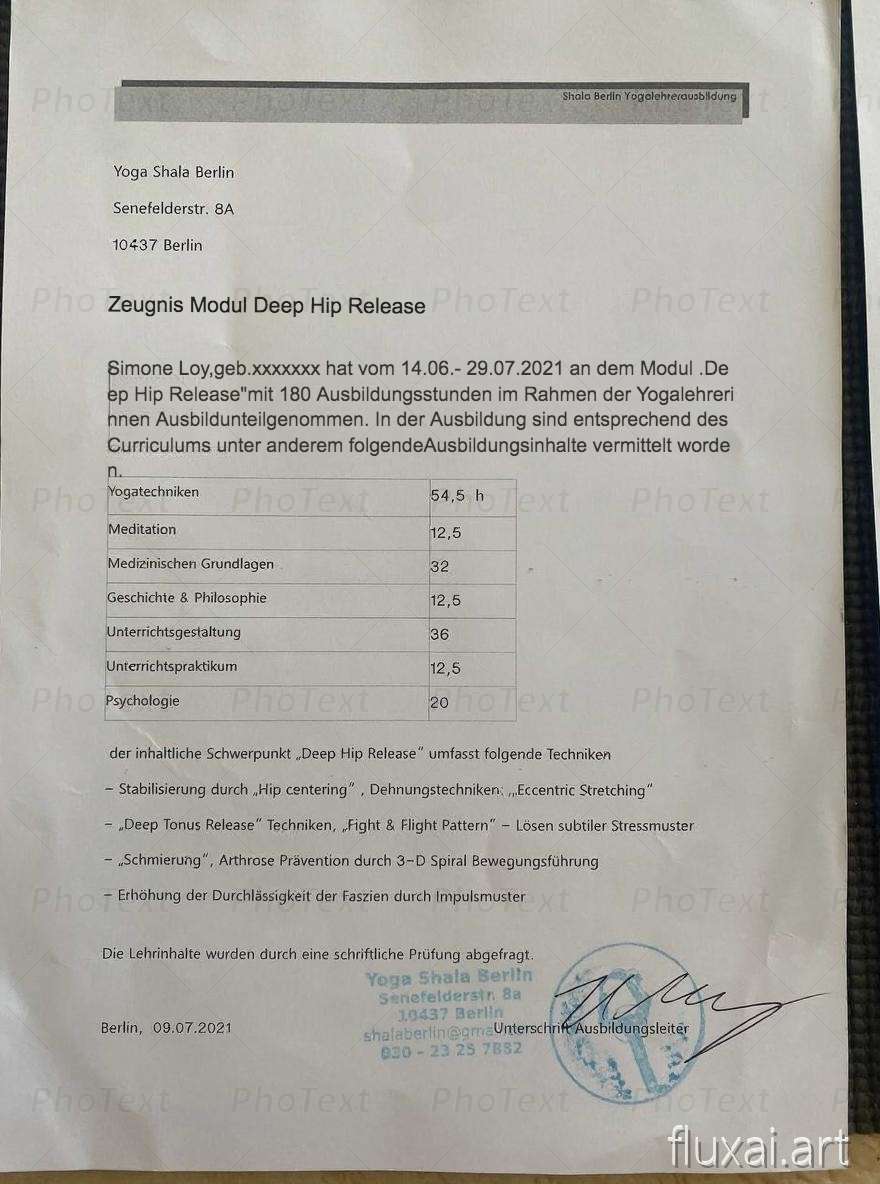 Shala Berlin Yogalehrerausbildung
Yoga Shala Berlin
Senefelderstr. 8A
10437 Berlin
Zeugnis Modul Deep Hip Release
Simone Loy,geb.xxxxxxx hat vom 14.06.- 29.07.2021 an dem Modul .De
ep Hip Release"mit 180 Ausbildungsstunden im Rahmen der Yogalehreri
nnen Ausbildunteilgenommen. In der Ausbildung sind entsprechend des
Curriculums unter anderem folgendeAusbildungsinhalte vermittelt worde
n.
Yogatechniken 54,5 h
Meditation 12,5
Medizinischen Grundlagen 32
Geschichte & Philosophie 12,5
Unterrichtsgestaltung 36
Unterrichtspraktikum 12,5
Psychologie 20
der inhaltliche Schwerpunkt „Deep Hip Release" umfasst folgende Techniken
– Stabilisierung durch „Hip centering" , Dehnungstechniken: „Eccentric Stretching"
– „Deep Tonus Release" Techniken, „Fight & Flight Pattern" – Lösen subtiler Stressmuster
– „Schmierung", Arthrose Prävention durch 3-D Spiral Bewegungsführung
– Erhöhung der Durchlässigkeit der Faszien durch Impulsmuster
Die Lehrinhalte wurden durch eine schriftliche Prüfung abgefragt.
Yoga Shala Berlin
Senefelderstr. 8a
10437 Berlin
shalaberlin@gma
030 - 23 25 7882
Berlin, 09.07.2021
Unterschrift Ausbildungsleiter
PhoText
fluxai.art